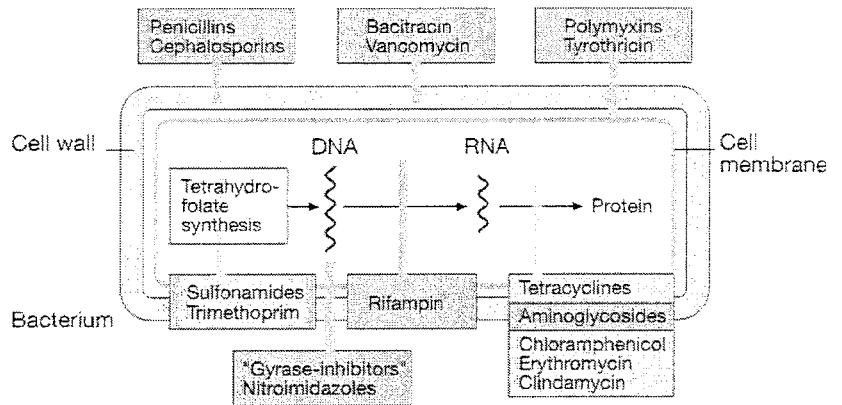 Penicillins
Cephalosporins
Bacitracin
Vancomycin
Polymyxins
Tyrothricin
Cell wall
DNA
RNA
Cell
membrane
Tetrahydro-
folate
synthesis
Protein
Bacterium
Sulfonamides
Trimethoprim
Rifampin
Tetracyclines
Aminoglycosides
Chloramphenicol
Erythromycin
Clindamycin
"Gyrase-inhibitors"
Nitroimidazoles